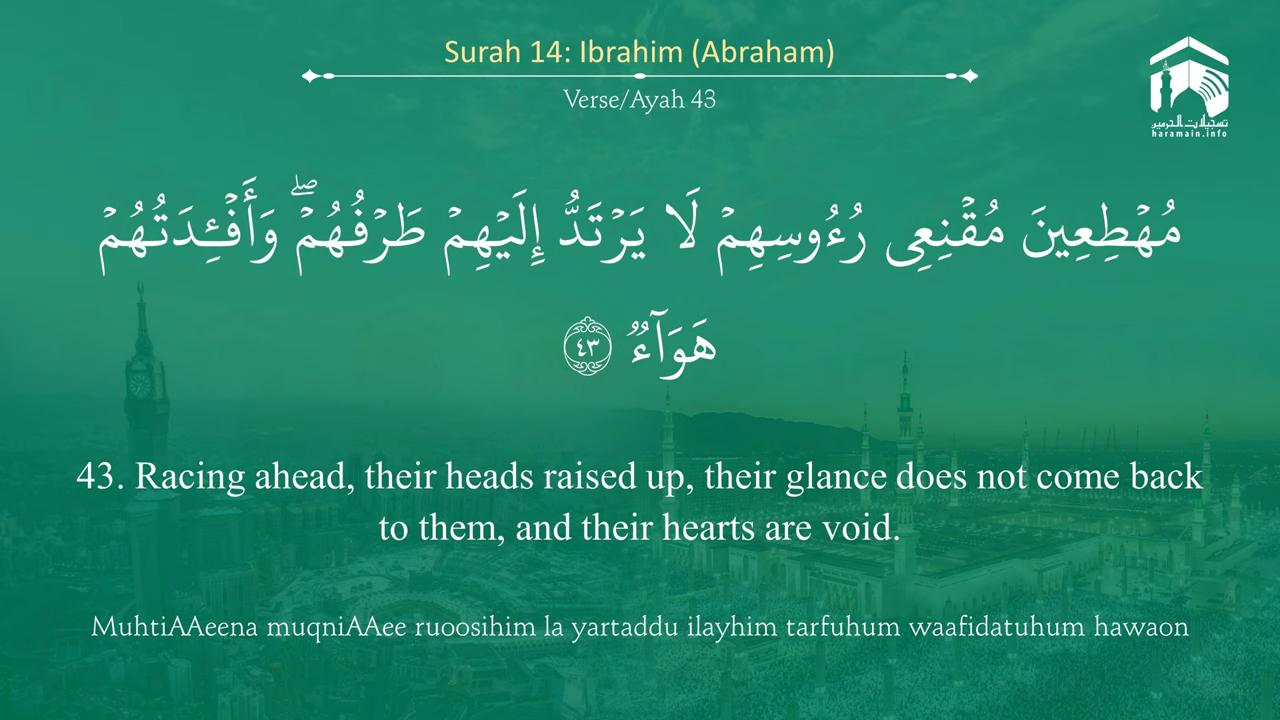 Surah 14: Ibrahim (Abraham)
Verse/Ayah 43
تسجيلات الحرمين
haramain.info
مُهْطِعِينَ مُقْنِعِى رُءُوسِهِمْ لَا يَرْتَدُّ إِلَيْهِمْ طَرْفُهُمْ ۖ وَأَفْـِٔدَتُهُمْ
هَوَآءٌ ٤٣
43. Racing ahead, their heads raised up, their glance does not come back
to them, and their hearts are void.
MuhtiAAeena muqniAAee ruoosihim la yartaddu ilayhim tarfuhum waafidatuhum hawaon